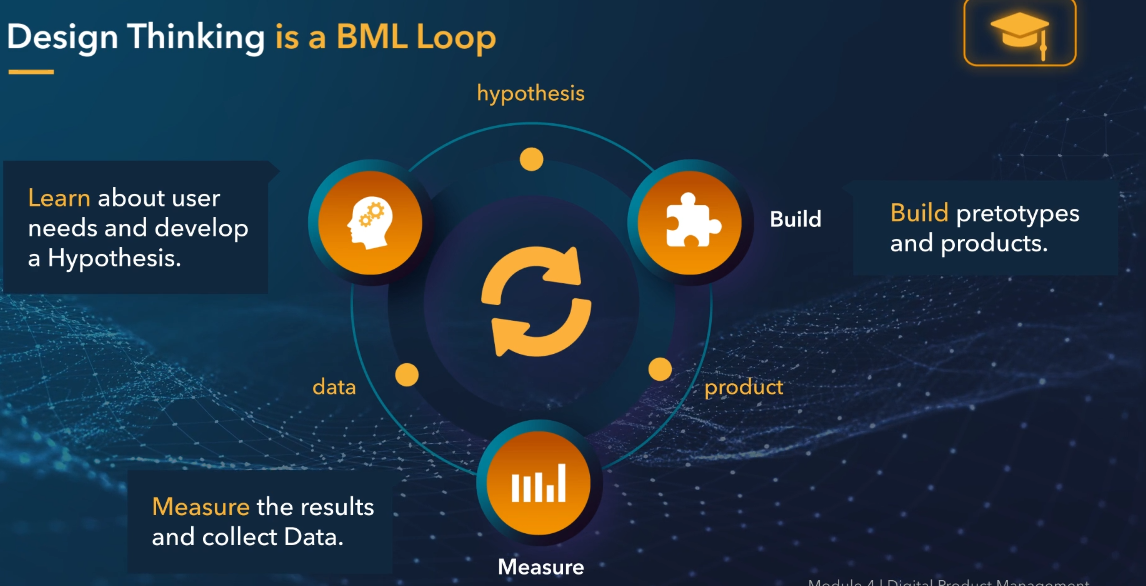 Design Thinking is a BML Loop
hypothesis
Learn about user
needs and develop
a Hypothesis.
Build
Build pretotypes
and products.
data
product
Measure the results
and collect Data.
Measure
Module 4 | Digital Product Management